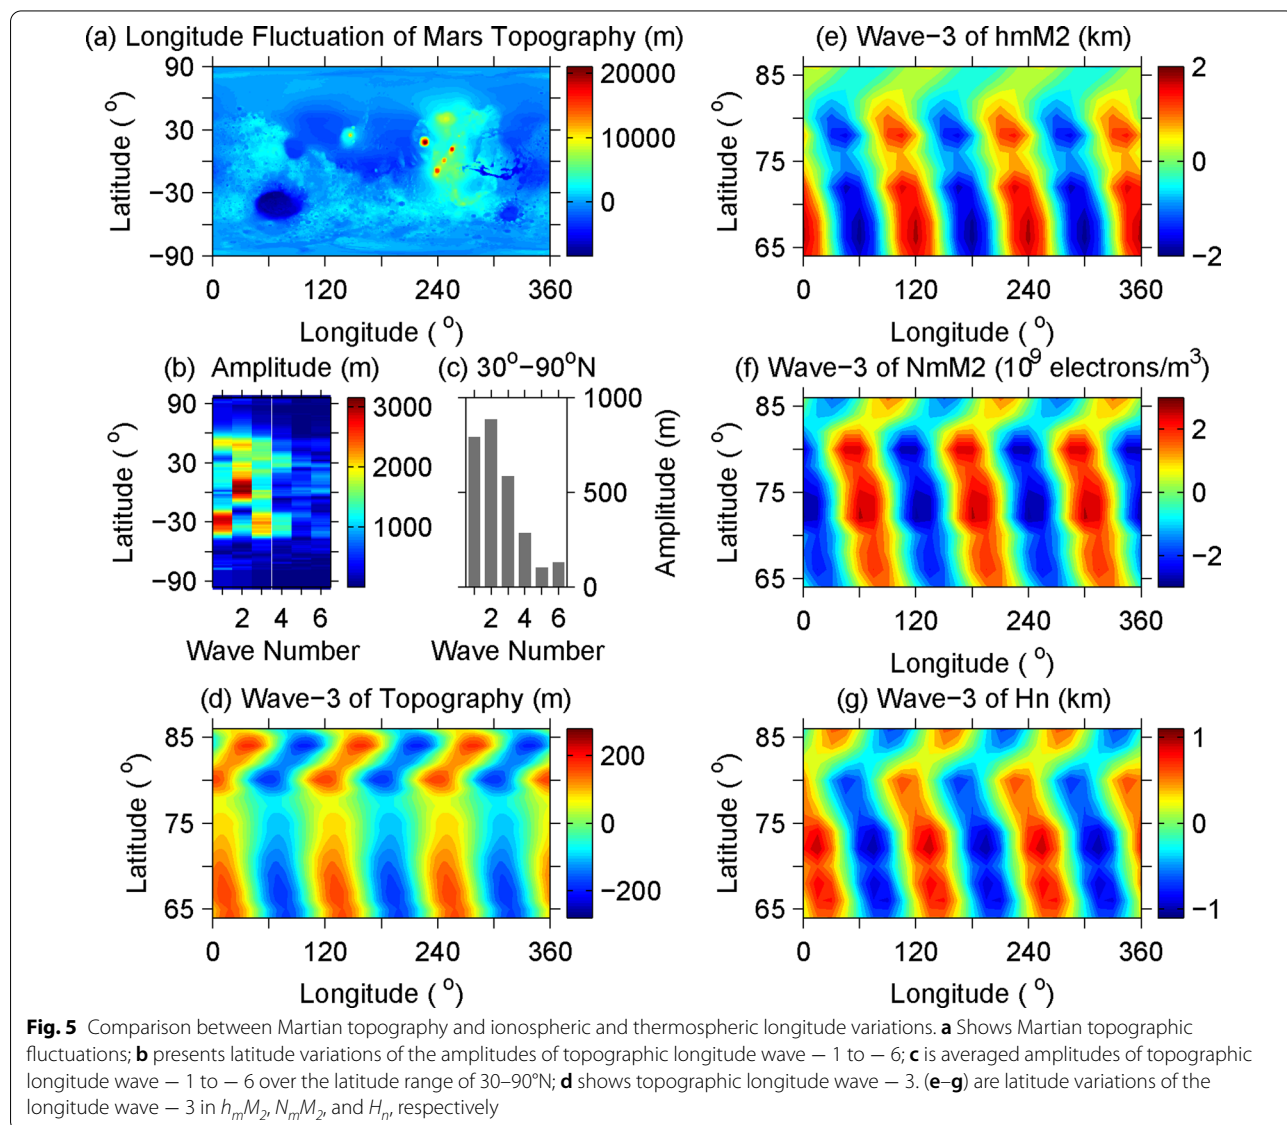 (a) Longitude Fluctuation of Mars Topography (m)
90
30
−30
−90
Latitude (°)
0 120 240 360
Longitude (°)
20000
10000
0
(e) Wave−3 of hmM2 (km)
85
75
65
Latitude (°)
0 120 240 360
Longitude (°)
2
0
−2
(b) Amplitude (m)
90
30
−30
−90
Latitude (°)
2 4 6
Wave Number
3000
2000
1000
(c) 30°−90°N
1000
500
0
Amplitude (m)
2 4 6
Wave Number
(f) Wave−3 of NmM2 (10⁹ electrons/m³)
85
75
65
Latitude (°)
0 120 240 360
Longitude (°)
2
0
−2
(d) Wave−3 of Topography (m)
85
75
65
Latitude (°)
0 120 240 360
Longitude (°)
200
0
−200
(g) Wave−3 of Hn (km)
85
75
65
Latitude (°)
0 120 240 360
Longitude (°)
1
0
−1
Fig. 5 Comparison between Martian topography and ionospheric and thermospheric longitude variations. a Shows Martian topographic
fluctuations; b presents latitude variations of the amplitudes of topographic longitude wave − 1 to − 6; c is averaged amplitudes of topographic
longitude wave − 1 to − 6 over the latitude range of 30–90°N; d shows topographic longitude wave − 3. (e–g) are latitude variations of the
longitude wave − 3 in hₘM₂, NₘM₂, and Hₙ, respectively